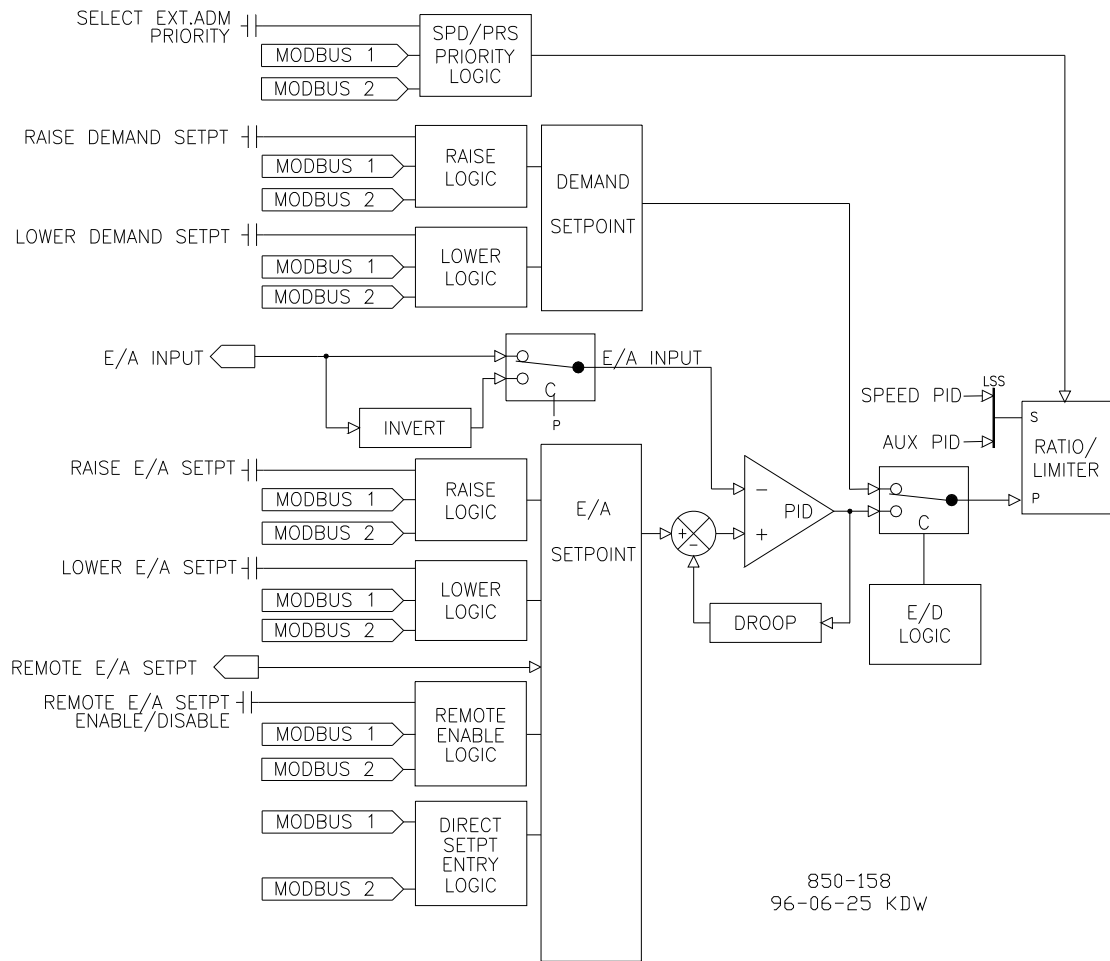 SELECT EXT.ADM
PRIORITY
MODBUS 1
MODBUS 2
SPD/PRS
PRIORITY
LOGIC
RAISE DEMAND SETPT
MODBUS 1
MODBUS 2
RAISE
LOGIC
DEMAND
SETPOINT
LOWER DEMAND SETPT
MODBUS 1
MODBUS 2
LOWER
LOGIC
E/A INPUT
INVERT
C
P
E/A INPUT
SPEED PID
AUX PID
LSS
S
RATIO/
LIMITER
P
RAISE E/A SETPT
MODBUS 1
MODBUS 2
RAISE
LOGIC
E/A
SETPOINT
+
-
-
PID
+
C
DROOP
E/D
LOGIC
LOWER E/A SETPT
MODBUS 1
MODBUS 2
LOWER
LOGIC
REMOTE E/A SETPT
REMOTE E/A SETPT
ENABLE/DISABLE
MODBUS 1
MODBUS 2
REMOTE
ENABLE
LOGIC
MODBUS 1
MODBUS 2
DIRECT
SETPT
ENTRY
LOGIC
850-158
96-06-25 KDW